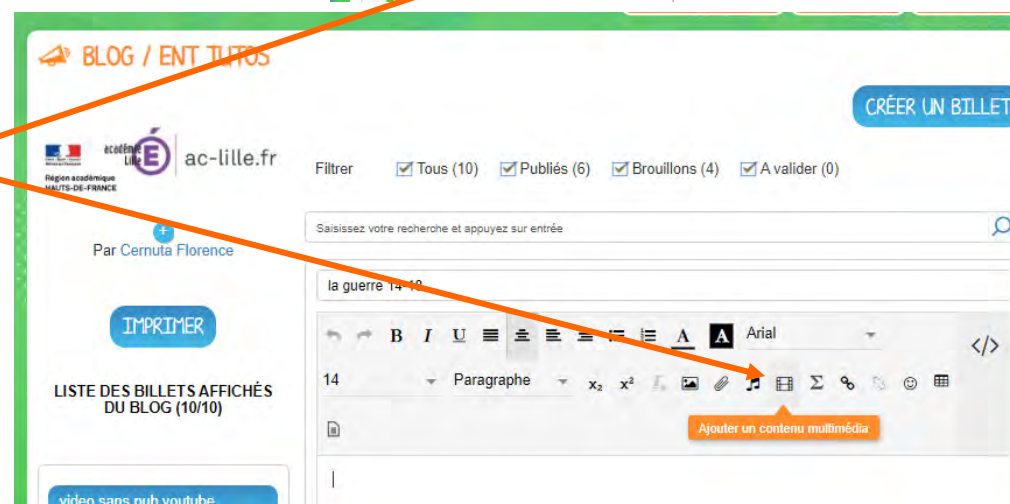 BLOG / ENT TUTOS
CRÉER UN BILLET
académie
Lille
É
ac-lille.fr
Région académique
HAUTS-DE-FRANCE
Filtrer Tous (10) Publiés (6) Brouillons (4) A valider (0)
Saisissez votre recherche et appuyez sur entrée
Par Cernuta Florence
la guerre 14-18
IMPRIMER
B I U A A Arial </>
14 Paragraphe x₂ x² Σ
LISTE DES BILLETS AFFICHÉS
DU BLOG (10/10)
Ajouter un contenu multimédia
video sans pub youtube